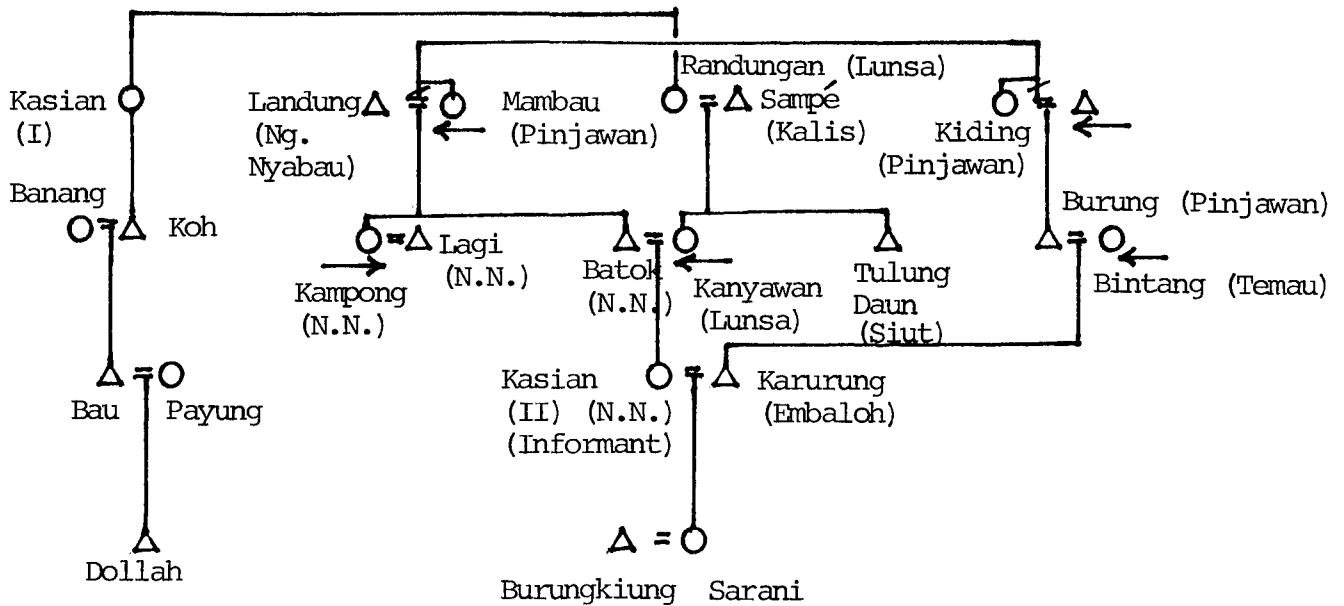 Kasian
(I)
Landung
(Ng.
Nyabau)
Mambau
(Pinjawan)
Randungan (Lunsa)
Sampé
(Kalis)
Kiding
(Pinjawan)
Banang
Koh
Kampong
(N.N.)
Lagi
(N.N.)
Batok
(N.N.)
Kanyawan
(Lunsa)
Tulung
Daun
(Siut)
Burung (Pinjawan)
Bintang (Temau)
Bau
Payung
Kasian
(II) (N.N.)
(Informant)
Karurung
(Embaloh)
Dollah
Burungkiung
Sarani